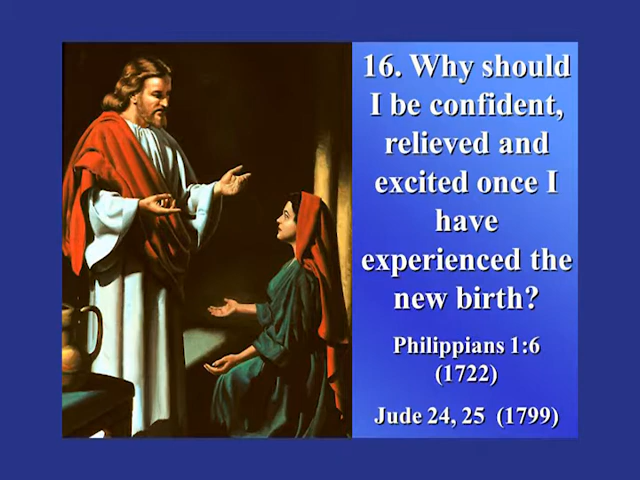 16. Why should
I be confident,
relieved and
excited once I
have
experienced the
new birth?
Philippians 1:6
(1722)
Jude 24, 25 (1799)